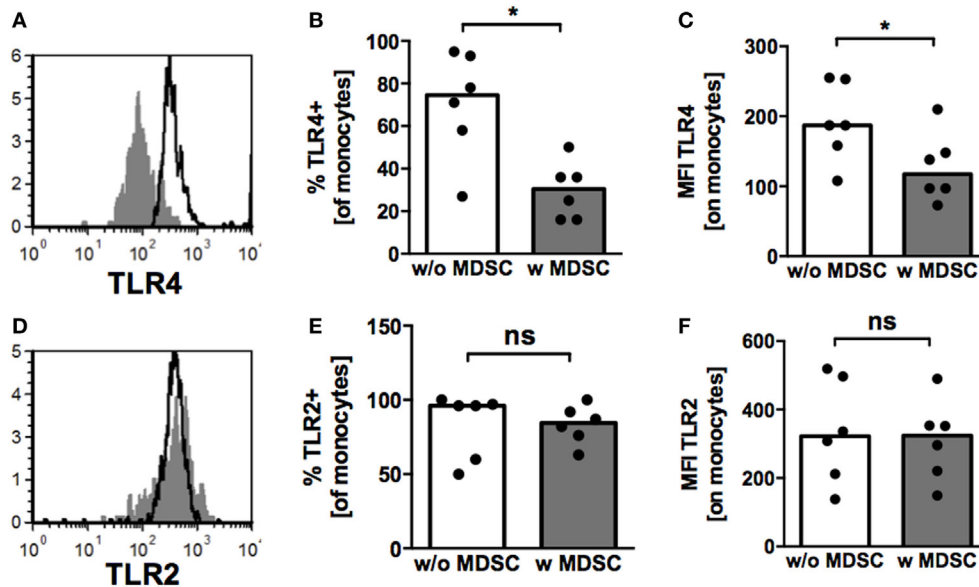 A
6
5
3
2
0
10^0 10^1 10^2 10^3 10^4
TLR4
B
*
% TLR4+
[of monocytes]
100
80
60
40
20
0
w/o MDSC w MDSC
C
*
MFI TLR4
[on monocytes]
300
200
100
0
w/o MDSC w MDSC
D
5
4
3
1
0
10^0 10^1 10^2 10^3 10^4
TLR2
E
ns
% TLR2+
[of monocytes]
150
100
50
0
w/o MDSC w MDSC
F
ns
MFI TLR2
[on monocytes]
600
400
200
0
w/o MDSC w MDSC